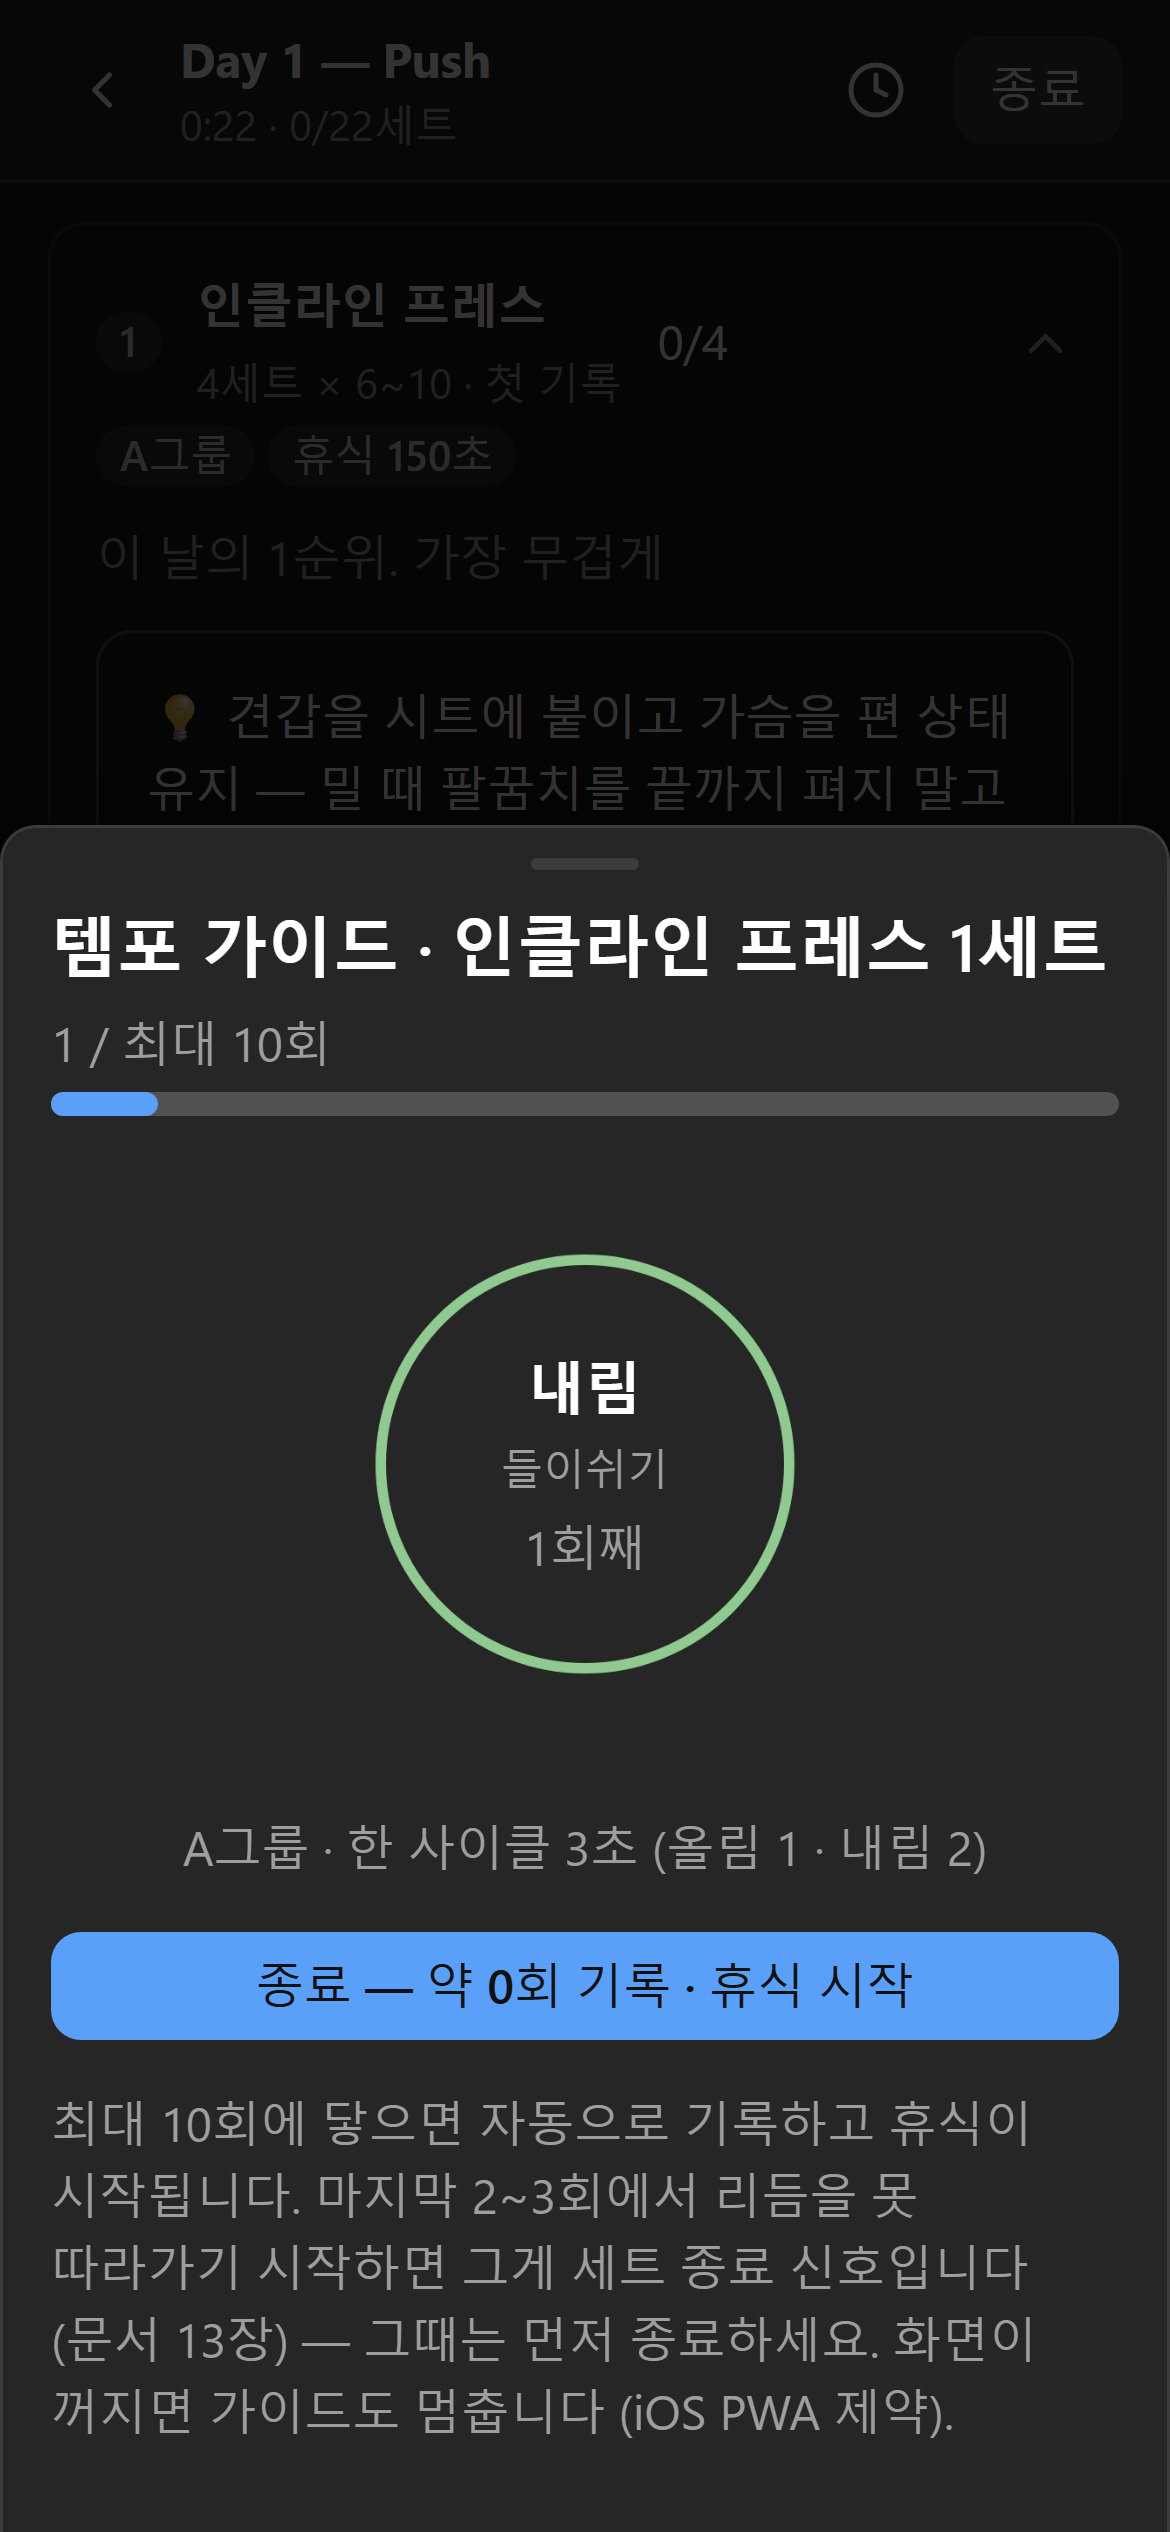 Day 1 — Push
0:22 · 0/22세트
종료
1
인클라인 프레스
4세트 × 6~10 · 첫 기록
0/4
A그룹
휴식 150초
이 날의 1순위. 가장 무겁게
💡 견갑을 시트에 붙이고 가슴을 편 상태
유지 — 밀 때 팔꿈치를 끝까지 펴지 말고
템포 가이드 · 인클라인 프레스 1세트
1 / 최대 10회
내림
들이쉬기
1회째
A그룹 · 한 사이클 3초 (올림 1 · 내림 2)
종료 — 약 0회 기록 · 휴식 시작
최대 10회에 닿으면 자동으로 기록하고 휴식이
시작됩니다. 마지막 2~3회에서 리듬을 못
따라가기 시작하면 그게 세트 종료 신호입니다
(문서 13장) — 그때는 먼저 종료하세요. 화면이
꺼지면 가이드도 멈춥니다 (iOS PWA 제약).